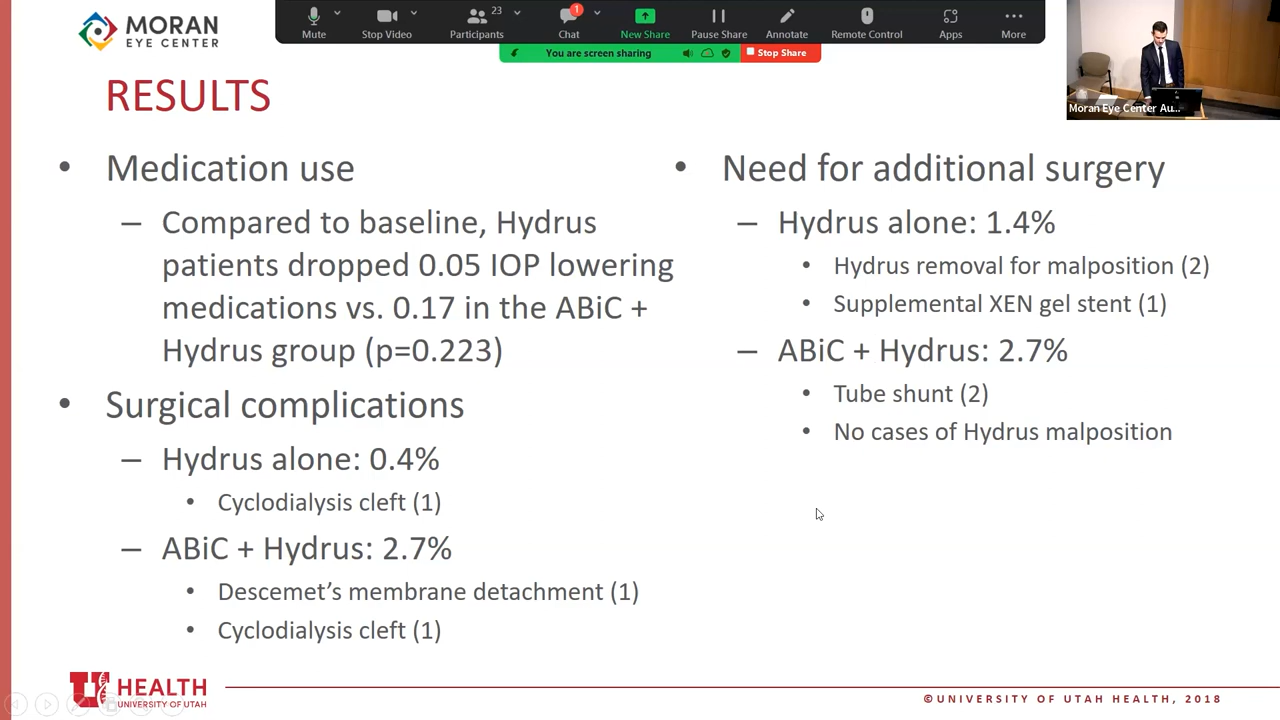 MORAN
EYE CENTER
Mute
Stop Video
23
Participants
1
Chat
New Share
Pause Share
Annotate
Remote Control
Apps
More
You are screen sharing
Stop Share
Moran Eye Center Au...
RESULTS
• Medication use
– Compared to baseline, Hydrus
patients dropped 0.05 IOP lowering
medications vs. 0.17 in the ABiC +
Hydrus group (p=0.223)
• Surgical complications
– Hydrus alone: 0.4%
• Cyclodialysis cleft (1)
– ABiC + Hydrus: 2.7%
• Descemet’s membrane detachment (1)
• Cyclodialysis cleft (1)
• Need for additional surgery
– Hydrus alone: 1.4%
• Hydrus removal for malposition (2)
• Supplemental XEN gel stent (1)
– ABiC + Hydrus: 2.7%
• Tube shunt (2)
• No cases of Hydrus malposition
U HEALTH
UNIVERSITY OF UTAH
©UNIVERSITY OF UTAH HEALTH, 2018